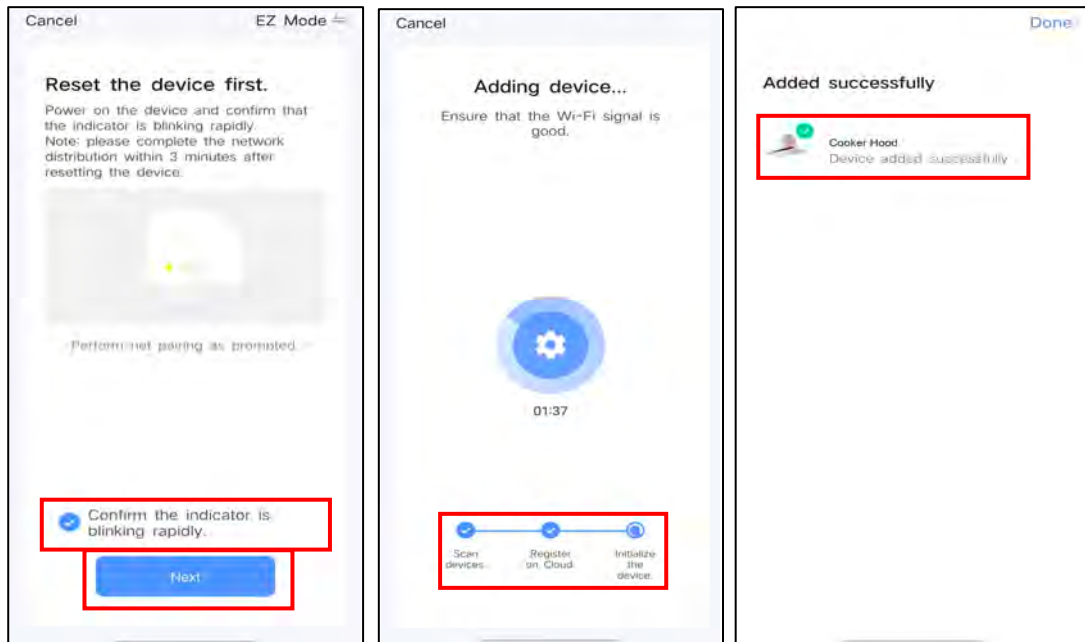 Cancel
EZ Mode
Reset the device first.
Power on the device and confirm that
the indicator is blinking rapidly.
Note: please complete the network
distribution within 3 minutes after
resetting the device.
Perform net pairing as prompted.
Confirm the indicator is
blinking rapidly.
Next
Cancel
Adding device...
Ensure that the Wi-Fi signal is
good.
01:37
Scan
devices.
Register
on Cloud.
Initialize
the
device.
Done
Added successfully
Cooker Hood
Device added successfully